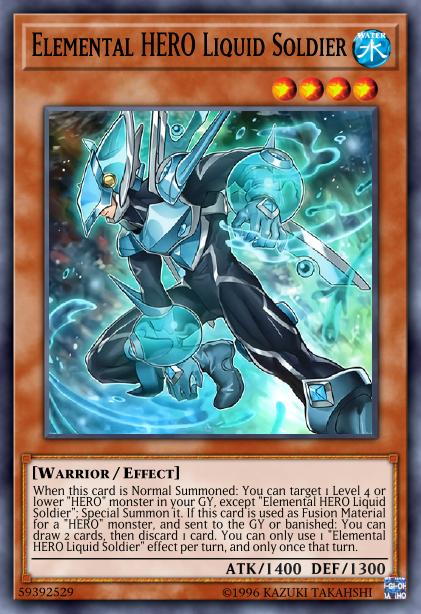 Elemental HERO Liquid Soldier
WATER
水
[Warrior / Effect]
When this card is Normal Summoned: You can target 1 Level 4 or
lower "HERO" monster in your GY, except "Elemental HERO Liquid
Soldier"; Special Summon it. If this card is used as Fusion Material
for a "HERO" monster, and sent to the GY or banished: You can
draw 2 cards, then discard 1 card. You can only use 1 "Elemental
HERO Liquid Soldier" effect per turn, and only once that turn.
ATK/1400 DEF/1300
59392529
©1996 KAZUKI TAKAHSHI